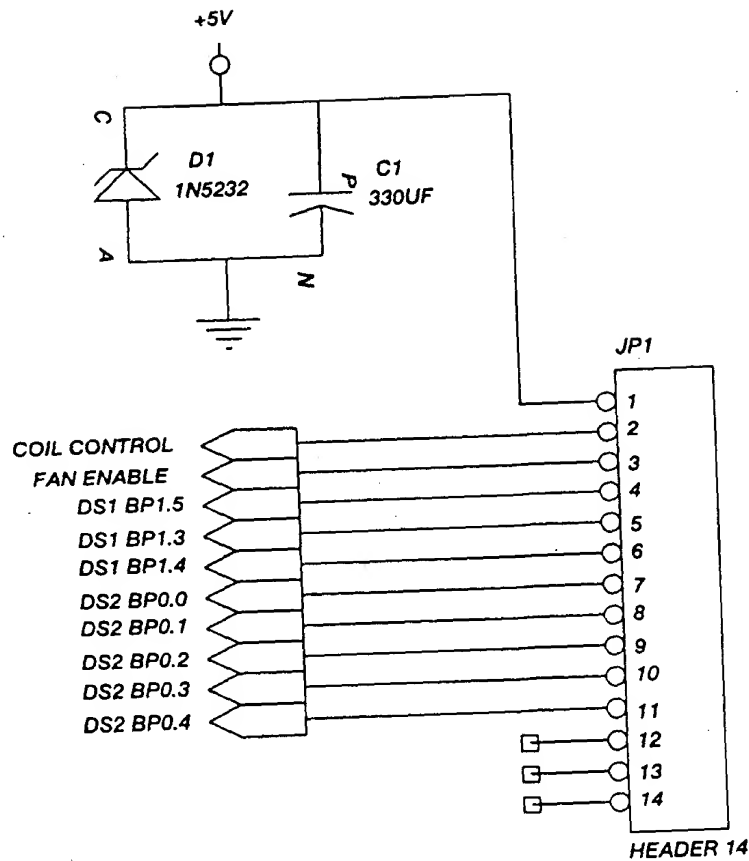 +5V
C
D1
1N5232
A
P
C1
330UF
N
JP1
1
2
3
4
5
6
7
8
9
10
11
12
13
14
COIL CONTROL
FAN ENABLE
DS1 BP1.5
DS1 BP1.3
DS1 BP1.4
DS2 BP0.0
DS2 BP0.1
DS2 BP0.2
DS2 BP0.3
DS2 BP0.4
HEADER 14